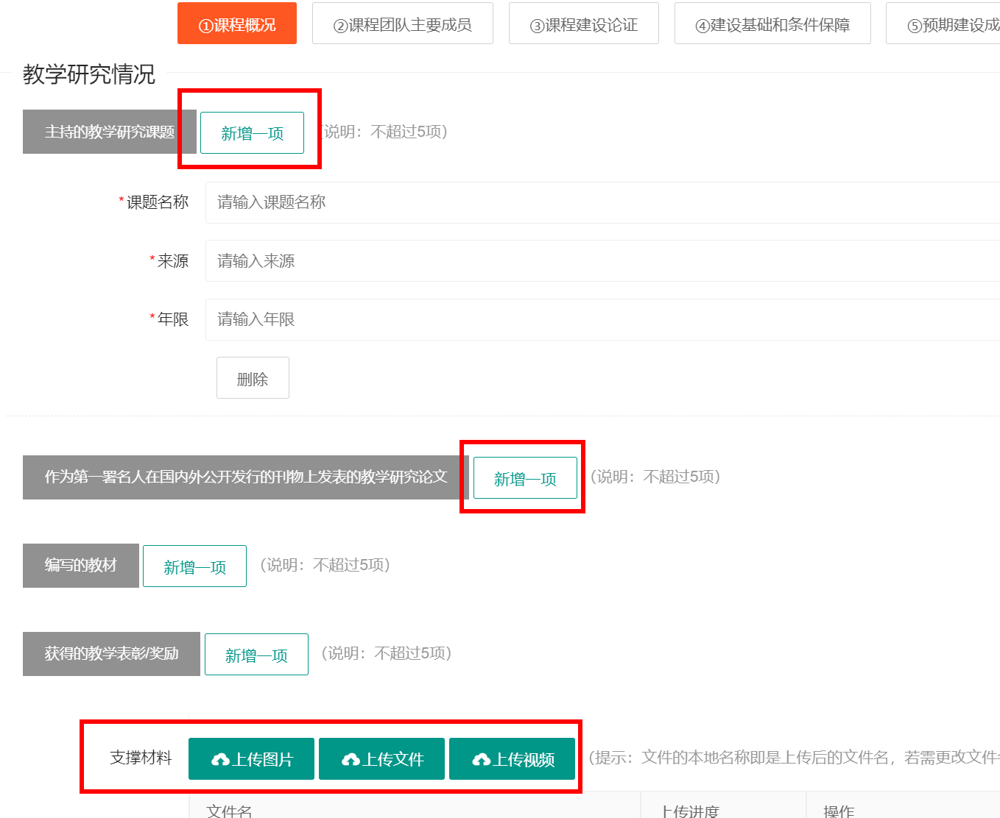 ①课程概况 ②课程团队主要成员 ③课程建设论证 ④建设基础和条件保障 ⑤预期建设成
教学研究情况
主持的教学研究课题 新增一项 (说明：不超过5项)
*课题名称 请输入课题名称
*来源 请输入来源
*年限 请输入年限
删除
作为第一署名人在国内外公开发行的刊物上发表的教学研究论文 新增一项 (说明：不超过5项)
编写的教材 新增一项 (说明：不超过5项)
获得的教学表彰/奖励 新增一项 (说明：不超过5项)
支撑材料 上传图片 上传文件 上传视频 (提示：文件的本地名称即是上传后的文件名，若需更改文件
文件名 上传进度 操作